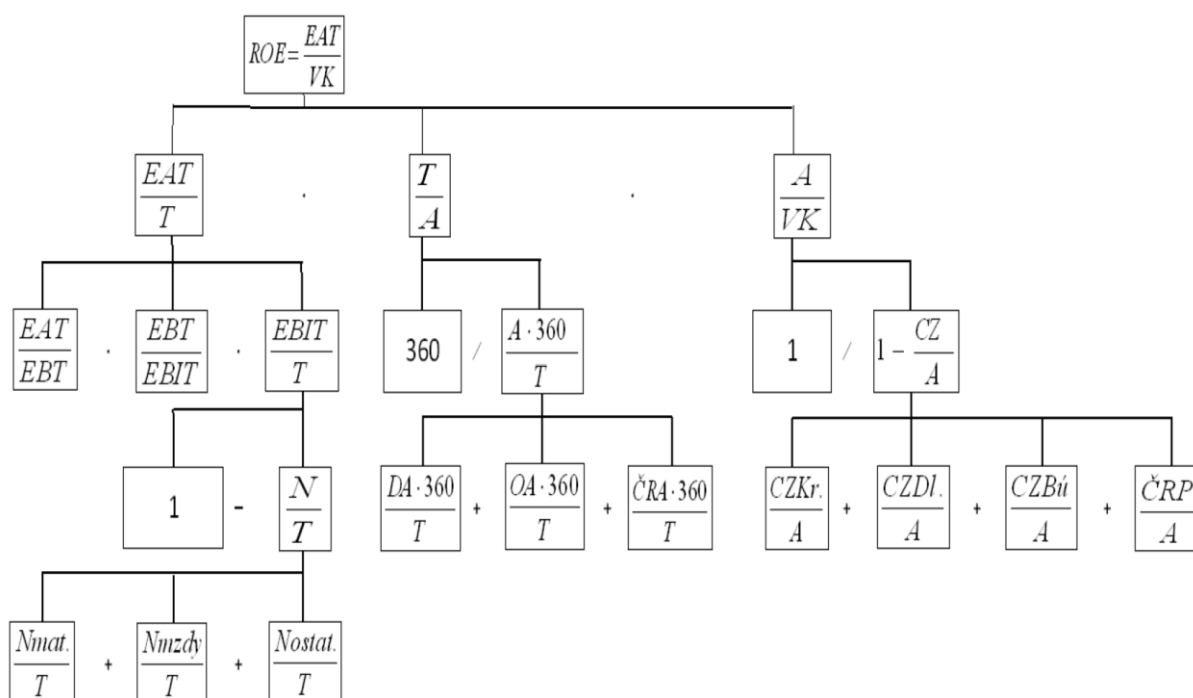 ROE = EAT / VK
EAT / T · T / A · A / VK
EAT / EBT · EBT / EBIT · EBIT / T 360 / A · 360 / T 1 / 1 − CZ / A
1 - N / T DA · 360 / T + OA · 360 / T + ČRA · 360 / T CZKr. / A + CZDl. / A + CZBú / A + ČRP / A
Nmat. / T + Nmzdy / T + Nostat. / T